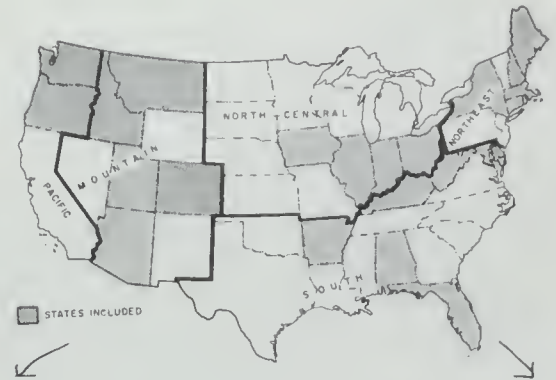 NORTH CENTRAL
NORTHEAST
MOUNTAIN
PACIFIC
SOUTH
STATES INCLUDED